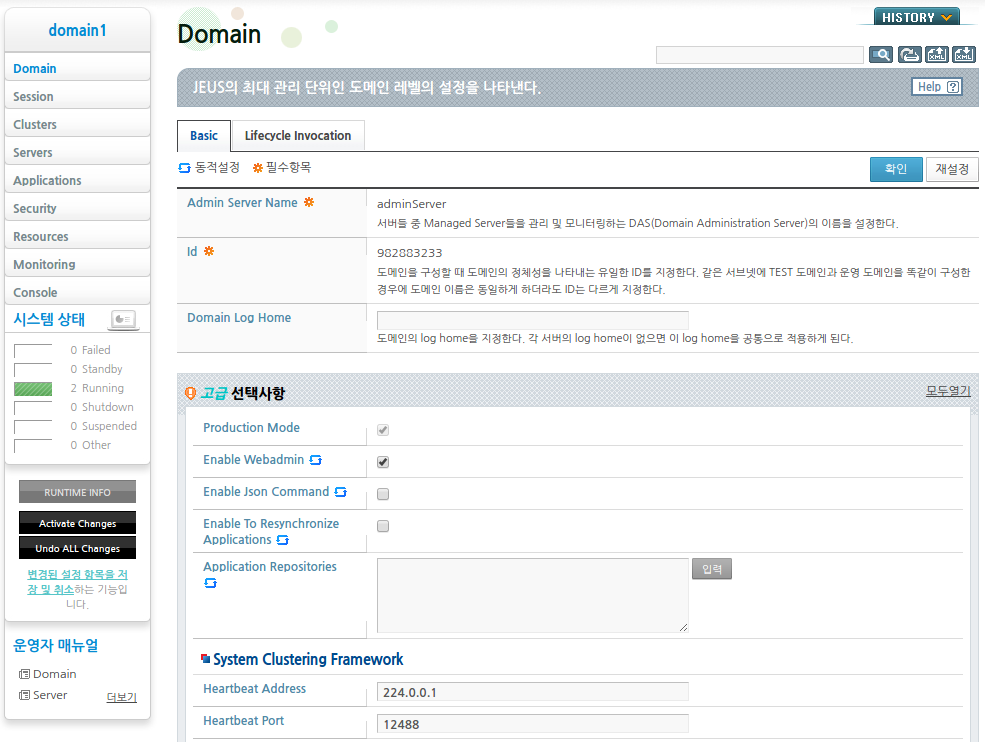 domain1
Domain
Session
Clusters
Servers
Applications
Security
Resources
Monitoring
Console
시스템 상태
0 Failed
0 Standby
2 Running
0 Shutdown
0 Suspended
0 Other
RUNTIME INFO
Activate Changes
Undo ALL Changes
변경된 설정 항목을 저
장 및 취소하는 기능입
니다.
운영자 매뉴얼
Domain
Server
더보기
HISTORY
Domain
XML
XML
JEUS의 최대 관리 단위인 도메인 레벨의 설정을 나타낸다.
Help ?
Basic
Lifecycle Invocation
동적설정 필수항목
확인
재설정
Admin Server Name
adminServer
서버들 중 Managed Server들을 관리 및 모니터링하는 DAS(Domain Administration Server)의 이름을 설정한다.
Id
982883233
도메인을 구성할 때 도메인의 정체성을 나타내는 유일한 ID를 지정한다. 같은 서브넷에 TEST 도메인과 운영 도메인을 똑같이 구성한
경우에 도메인 이름은 동일하게 하더라도 ID는 다르게 지정한다.
Domain Log Home
도메인의 log home을 지정한다. 각 서버의 log home이 없으면 이 log home을 공통으로 적용하게 된다.
고급 선택사항
모두열기
Production Mode
Enable Webadmin
Enable Json Command
Enable To Resynchronize
Applications
Application Repositories
입력
System Clustering Framework
Heartbeat Address
224.0.0.1
Heartbeat Port
12488